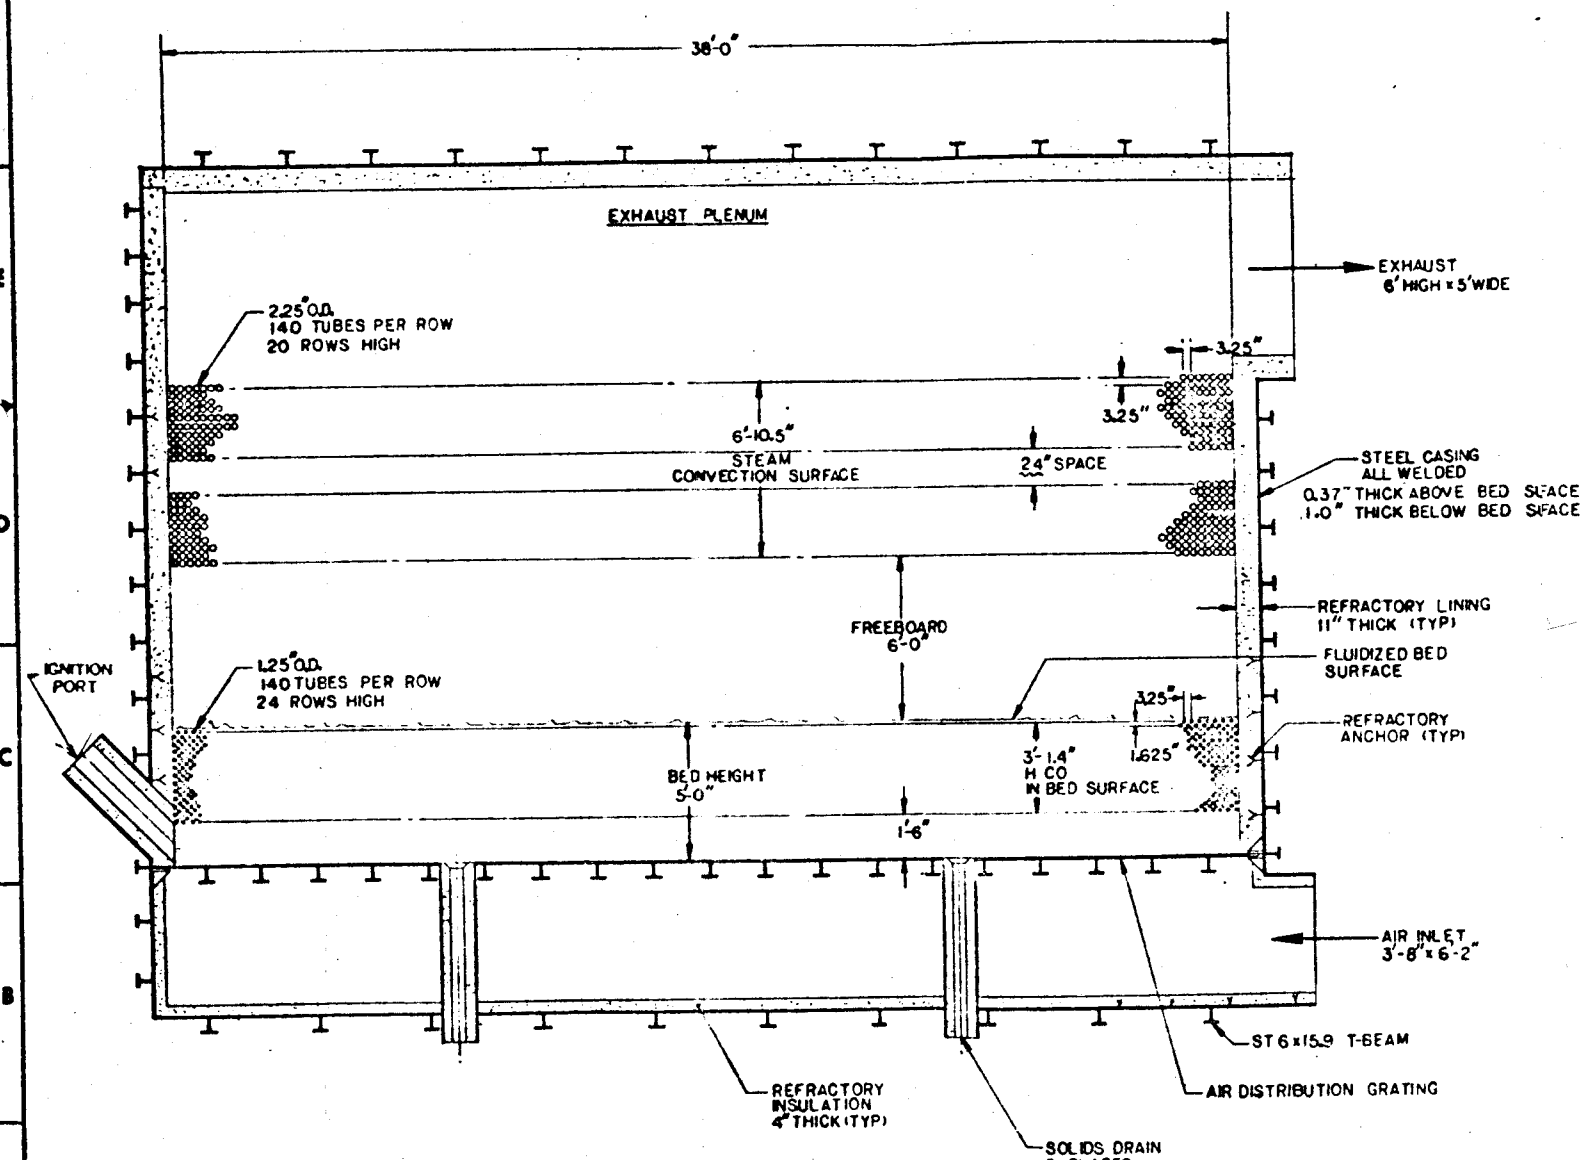 38'-0"
EXHAUST PLENUM
EXHAUST
6' HIGH x 5' WIDE
2.25" O.D.
140 TUBES PER ROW
20 ROWS HIGH
3.25"
3.25"
6'-10.5"
STEAM
CONVECTION SURFACE
24" SPACE
STEEL CASING
ALL WELDED
0.37" THICK ABOVE BED
1.0" THICK BELOW BED
REFRACTORY LINING
11" THICK (TYP)
FREEBOARD
6'-0"
FLUIDIZED BED
SURFACE
IGNITION
PORT
1.25" O.D.
140 TUBES PER ROW
24 ROWS HIGH
3.25"
1.625"
REFRACTORY
ANCHOR (TYP)
BED HEIGHT
5'-0"
3'-1.4"
H CO
IN BED SURFACE
1'-6"
AIR INLET
3'-8" x 6'-2"
ST 6 x 15.9 T-BEAM
AIR DISTRIBUTION GRATING
REFRACTORY
INSULATION
4" THICK (TYP)
SOLIDS DRAIN
D
C
B